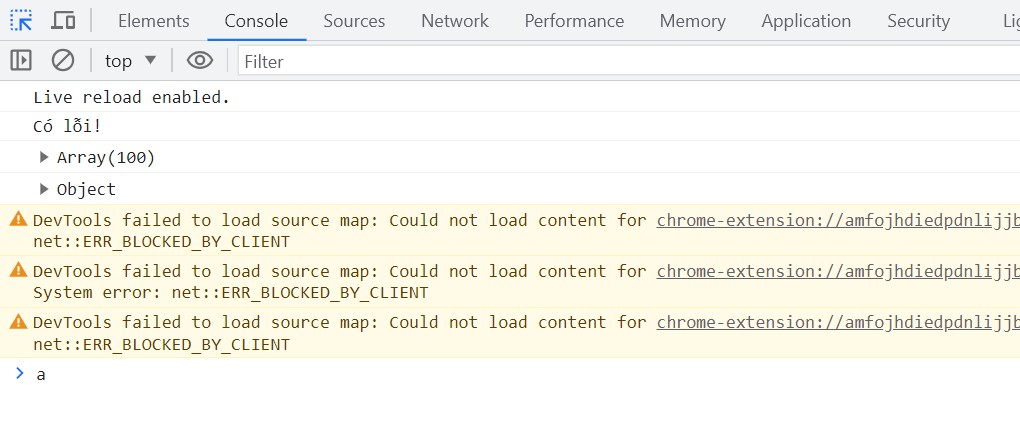 Elements Console Sources Network Performance Memory Application Security
top Filter
Live reload enabled.
Có lỗi!
Array(100)
Object
DevTools failed to load source map: Could not load content for chrome-extension://amfojhdiedpdnlijjb
net::ERR_BLOCKED_BY_CLIENT
DevTools failed to load source map: Could not load content for chrome-extension://amfojhdiedpdnlijjb
System error: net::ERR_BLOCKED_BY_CLIENT
DevTools failed to load source map: Could not load content for chrome-extension://amfojhdiedpdnlijjb
net::ERR_BLOCKED_BY_CLIENT
a